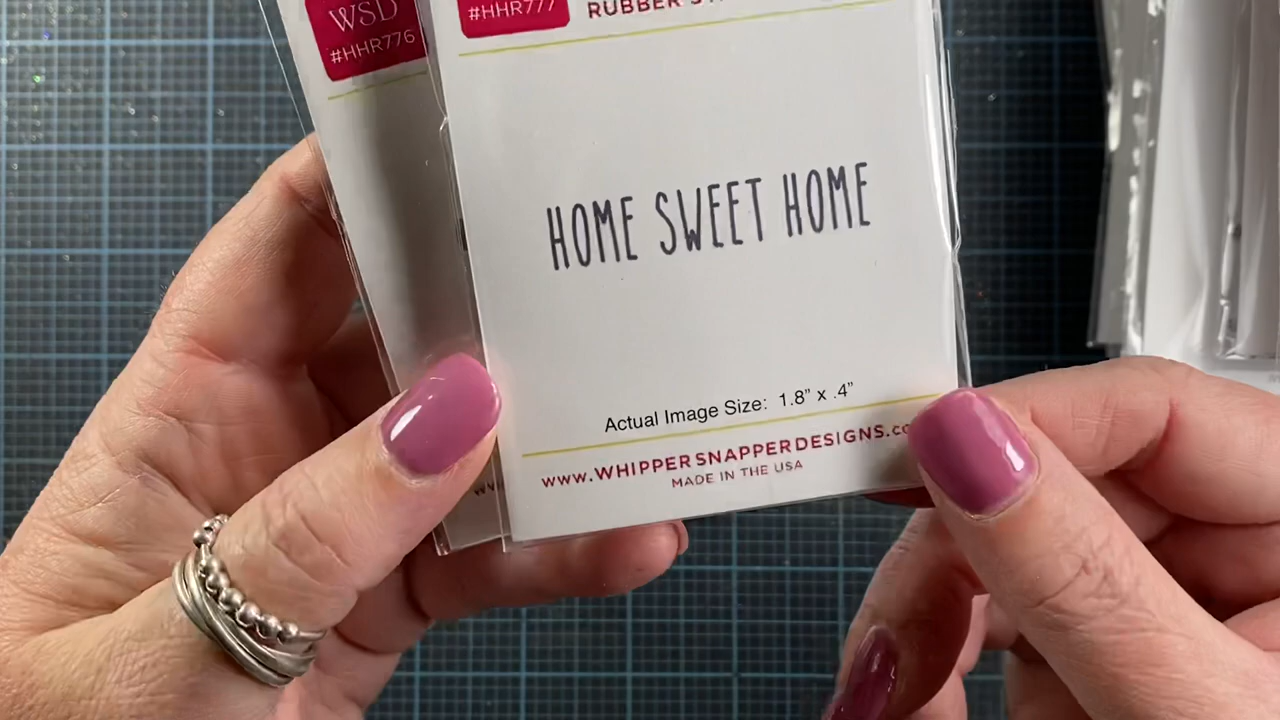 WSD
#HHR776
#HHR777
RUBBER
HOME SWEET HOME
Actual Image Size: 1.8" x .4"
www.WHIPPERSNAPPERDESIGNS.co
MADE IN THE USA